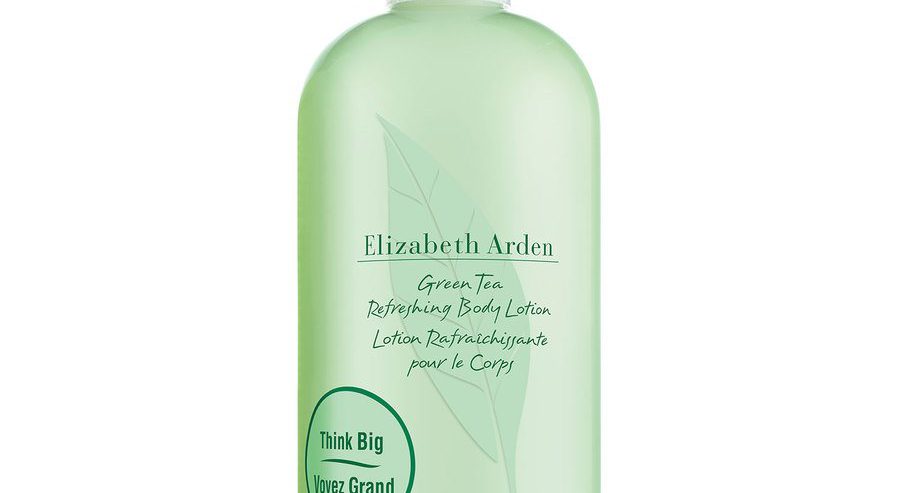 Elizabeth Arden
Green Tea
Refreshing Body Lotion
Lotion Rafraîchissante
pour le Corps
Think Big
Voyez Grand